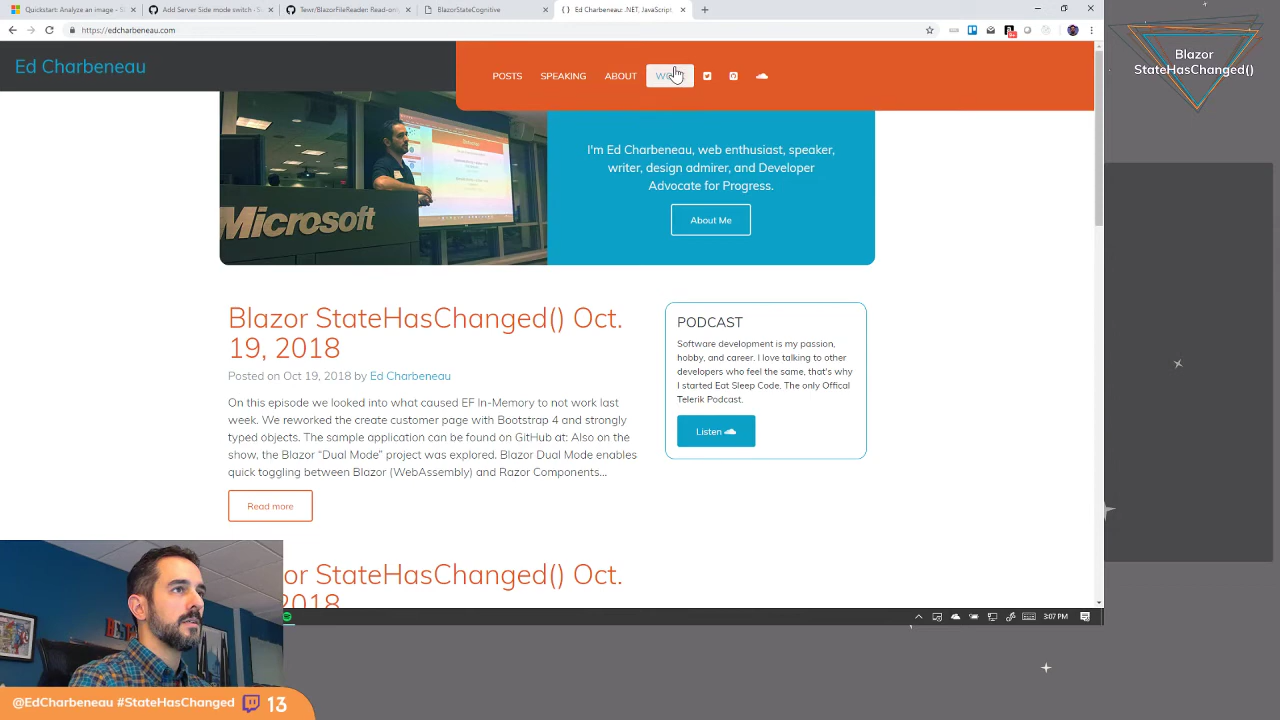 Quickstart: Analyze an image - S
Add Server Side mode switch · G
Tewr/BlazorFileReader: Read-on
BlazorStateCognitive
{ } Ed Charbeneau: .NET, JavaScript
https://edcharbeneau.com
Ed Charbeneau
POSTS SPEAKING ABOUT
Blazor
StateHasChanged()
Microsoft
I'm Ed Charbeneau, web enthusiast, speaker,
writer, design admirer, and Developer
Advocate for Progress.
About Me
Blazor StateHasChanged() Oct.
19, 2018
Posted on Oct 19, 2018 by Ed Charbeneau
On this episode we looked into what caused EF In-Memory to not work last
week. We reworked the create customer page with Bootstrap 4 and strongly
typed objects. The sample application can be found on GitHub at: Also on the
show, the Blazor "Dual Mode" project was explored. Blazor Dual Mode enables
quick toggling between Blazor (WebAssembly) and Razor Components...
Read more
PODCAST
Software development is my passion,
hobby, and career. I love talking to other
developers who feel the same, that's why
I started Eat Sleep Code. The only Offical
Telerik Podcast.
Listen
or StateHasChanged() Oct.
2018
3:07 PM
@EdCharbeneau #StateHasChanged 13